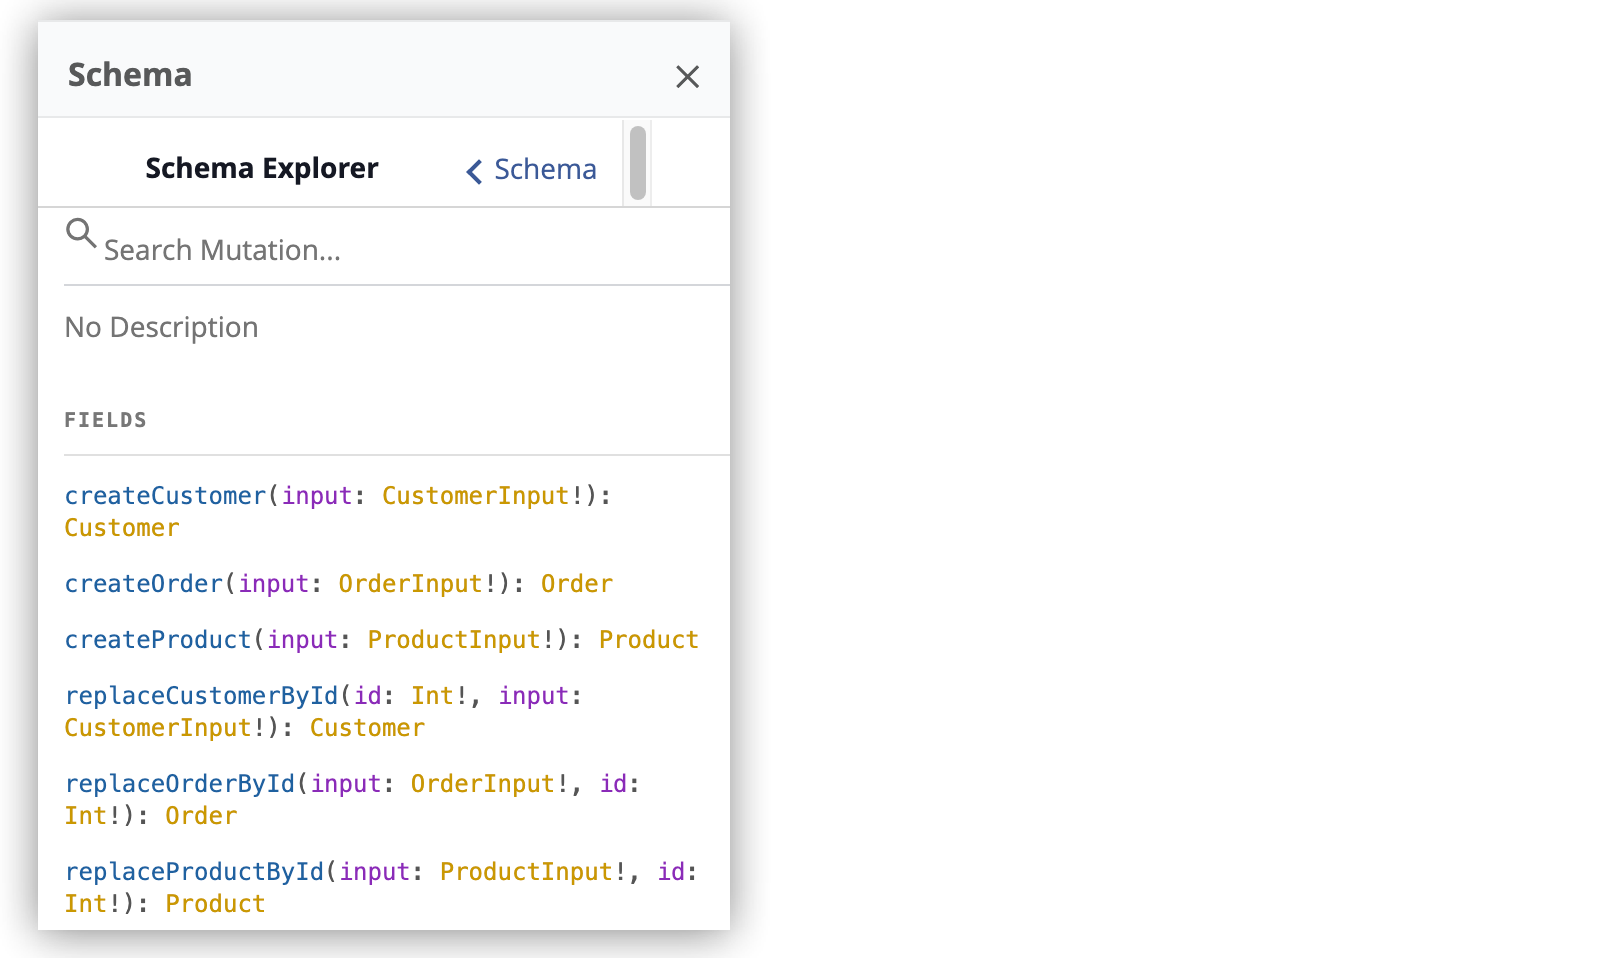 Schema
Schema Explorer
Schema
Search Mutation...
No Description
FIELDS
createCustomer(input: CustomerInput!):
Customer
createOrder(input: OrderInput!): Order
createProduct(input: ProductInput!): Product
replaceCustomerById(id: Int!, input:
CustomerInput!): Customer
replaceOrderById(input: OrderInput!, id:
Int!): Order
replaceProductById(input: ProductInput!, id:
Int!): Product